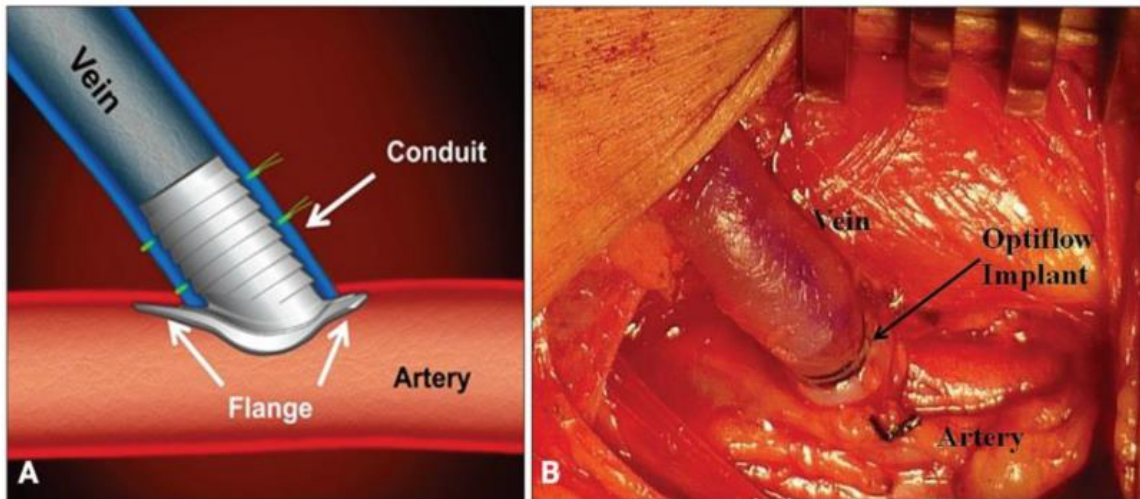 Vein
Conduit
Artery
Flange
A
Vein
Optiflow
Implant
Artery
B